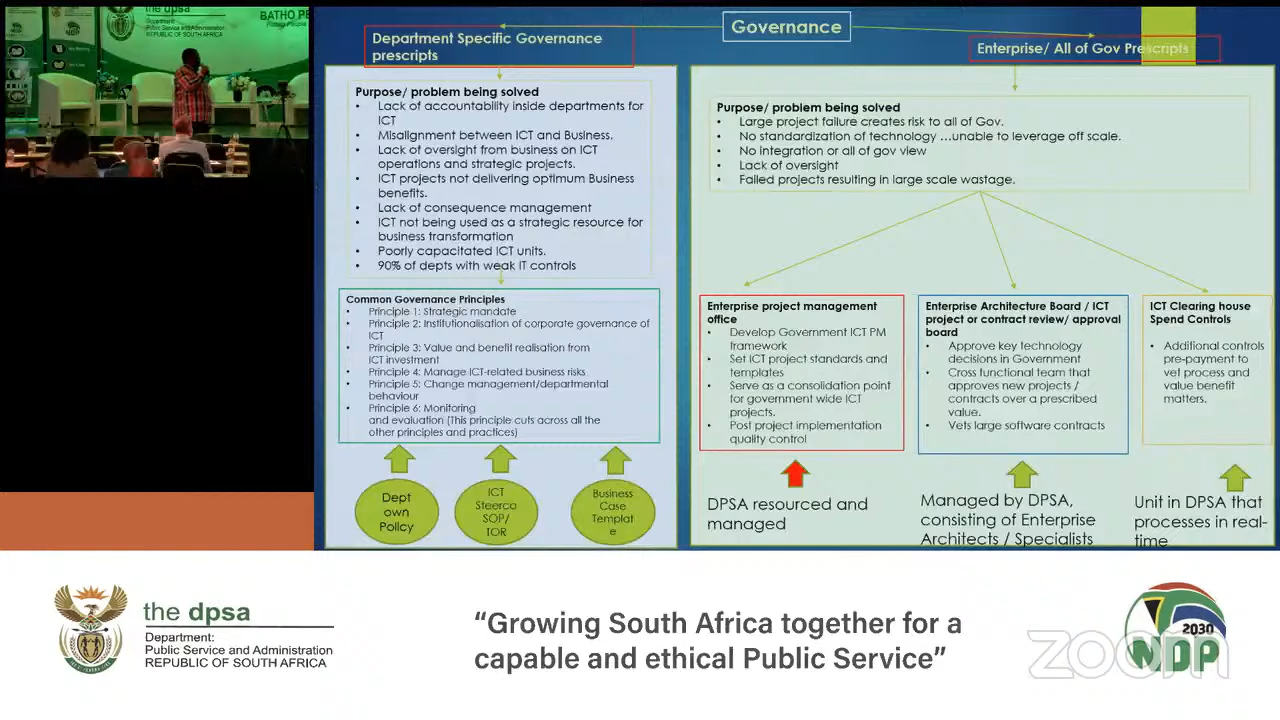 the dpsa
Department:
Public Service and Administration
REPUBLIC OF SOUTH AFRICA
BATHO PE
Governance
Department Specific Governance
prescripts
Purpose/ problem being solved
• Lack of accountability inside departments for
ICT
• Misalignment between ICT and Business.
• Lack of oversight from business on ICT
operations and strategic projects.
• ICT projects not delivering optimum Business
benefits.
• Lack of consequence management
• ICT not being used as a strategic resource for
business transformation
• Poorly capacitated ICT units.
• 90% of depts with weak IT controls
Common Governance Principles
• Principle 1: Strategic mandate
• Principle 2: Institutionalisation of corporate governance of
ICT
• Principle 3: Value and benefit realisation from
ICT investment
• Principle 4: Manage ICT-related business risks
• Principle 5: Change management/departmental
behaviour
• Principle 6: Monitoring
and evaluation (This principle cuts across all the
other principles and practices)
Dept
own
Policy
ICT
Steerco
SOP/
TOR
Business
Case
Templat
e
Enterprise/ All of Gov Prescripts
Purpose/ problem being solved
• Large project failure creates risk to all of Gov.
• No standardization of technology …unable to leverage off scale.
• No integration or all of gov view
• Lack of oversight
• Failed projects resulting in large scale wastage.
Enterprise project management
office
• Develop Government ICT PM
framework
• Set ICT project standards and
templates
• Serve as a consolidation point
for government wide ICT
projects.
• Post project implementation
quality control
DPSA resourced and
managed
Enterprise Architecture Board / ICT
project or contract review/ approval
board
• Approve key technology
decisions in Government
• Cross functional team that
approves new projects /
contracts over a prescribed
value.
• Vets large software contracts
Managed by DPSA,
consisting of Enterprise
Architects / Specialists
ICT Clearing house
Spend Controls
• Additional controls
pre-payment to
vet process and
value benefit
matters.
Unit in DPSA that
processes in real-
time
the dpsa
Department:
Public Service and Administration
REPUBLIC OF SOUTH AFRICA
“Growing South Africa together for a
capable and ethical Public Service”
2030
NDP
zoom